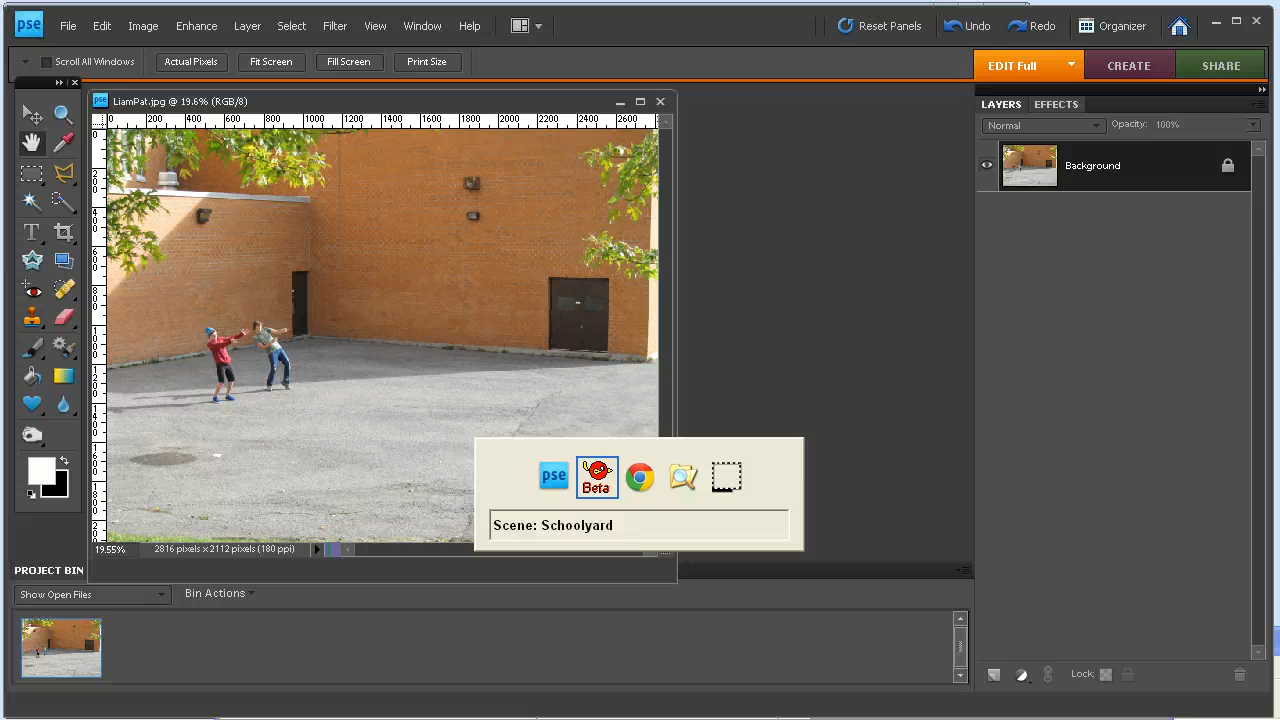 pse File Edit Image Enhance Layer Select Filter View Window Help Reset Panels Undo Redo Organizer
Scroll All Windows Actual Pixels Fit Screen Fill Screen Print Size EDIT Full CREATE SHARE
pse LiamPat.jpg @ 19.6% (RGB/8)
LAYERS EFFECTS
0 200 400 600 800 1000 1200 1400 1600 1800 2000 2200 2400 2600
Normal Opacity: 100%
Background
T
pse Beta
Scene: Schoolyard
19.55% 2816 pixels x 2112 pixels (180 ppi)
PROJECT BIN
Show Open Files Bin Actions
Lock: